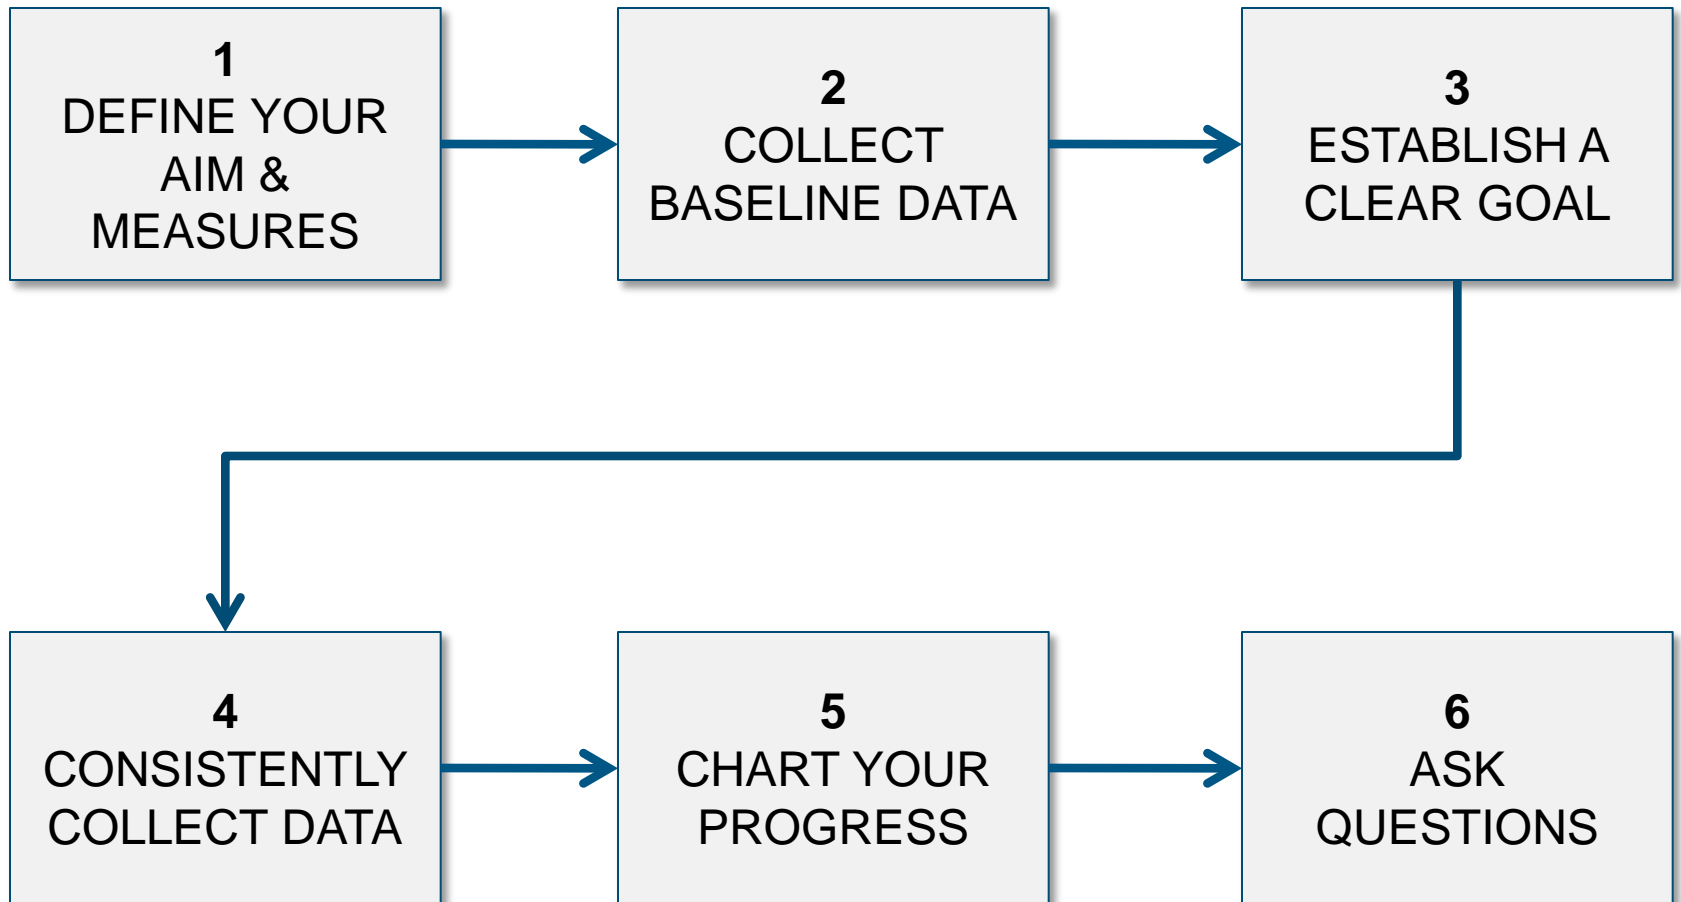 1
DEFINE YOUR
AIM &
MEASURES
2
COLLECT
BASELINE DATA
3
ESTABLISH A
CLEAR GOAL
4
CONSISTENTLY
COLLECT DATA
5
CHART YOUR
PROGRESS
6
ASK
QUESTIONS